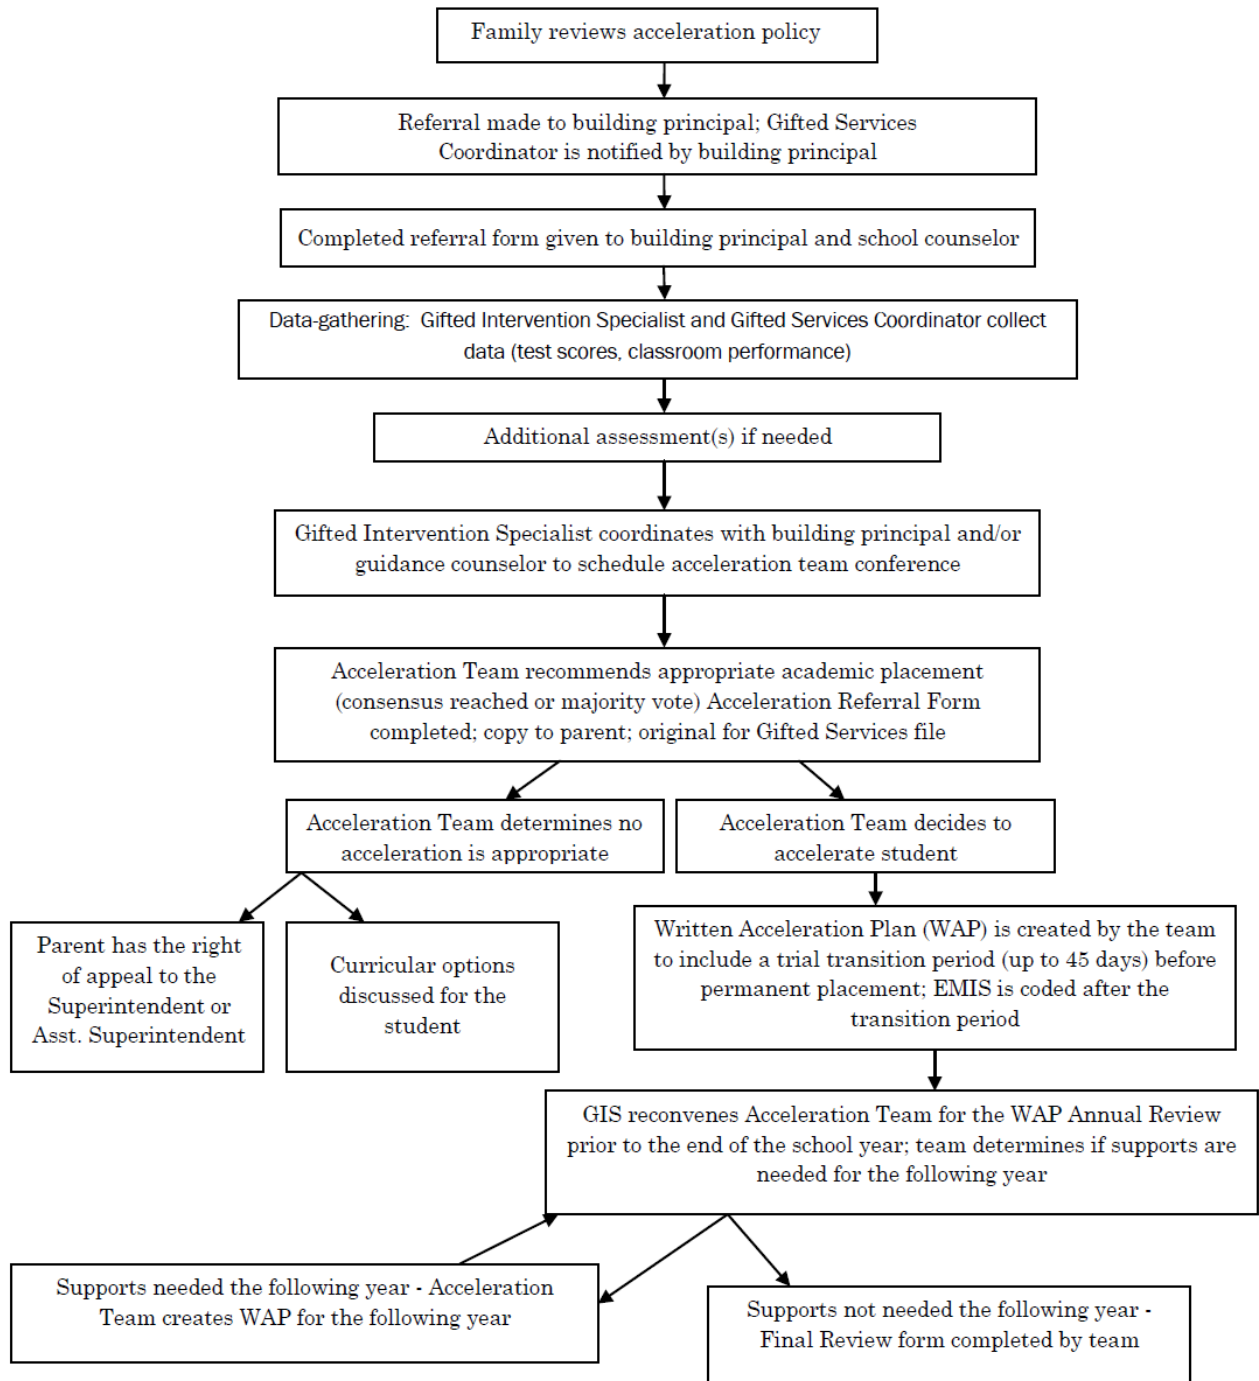 Family reviews acceleration policy
Referral made to building principal; Gifted Services
Coordinator is notified by building principal
Completed referral form given to building principal and school counselor
Data-gathering: Gifted Intervention Specialist and Gifted Services Coordinator collect
data (test scores, classroom performance)
Additional assessment(s) if needed
Gifted Intervention Specialist coordinates with building principal and/or
guidance counselor to schedule acceleration team conference
Acceleration Team recommends appropriate academic placement
(consensus reached or majority vote) Acceleration Referral Form
completed; copy to parent; original for Gifted Services file
Acceleration Team determines no
acceleration is appropriate
Acceleration Team decides to
accelerate student
Parent has the right
of appeal to the
Superintendent or
Asst. Superintendent
Curricular options
discussed for the
student
Written Acceleration Plan (WAP) is created by the team
to include a trial transition period (up to 45 days) before
permanent placement; EMIS is coded after the
transition period
GIS reconvenes Acceleration Team for the WAP Annual Review
prior to the end of the school year; team determines if supports are
needed for the following year
Supports needed the following year - Acceleration
Team creates WAP for the following year
Supports not needed the following year -
Final Review form completed by team